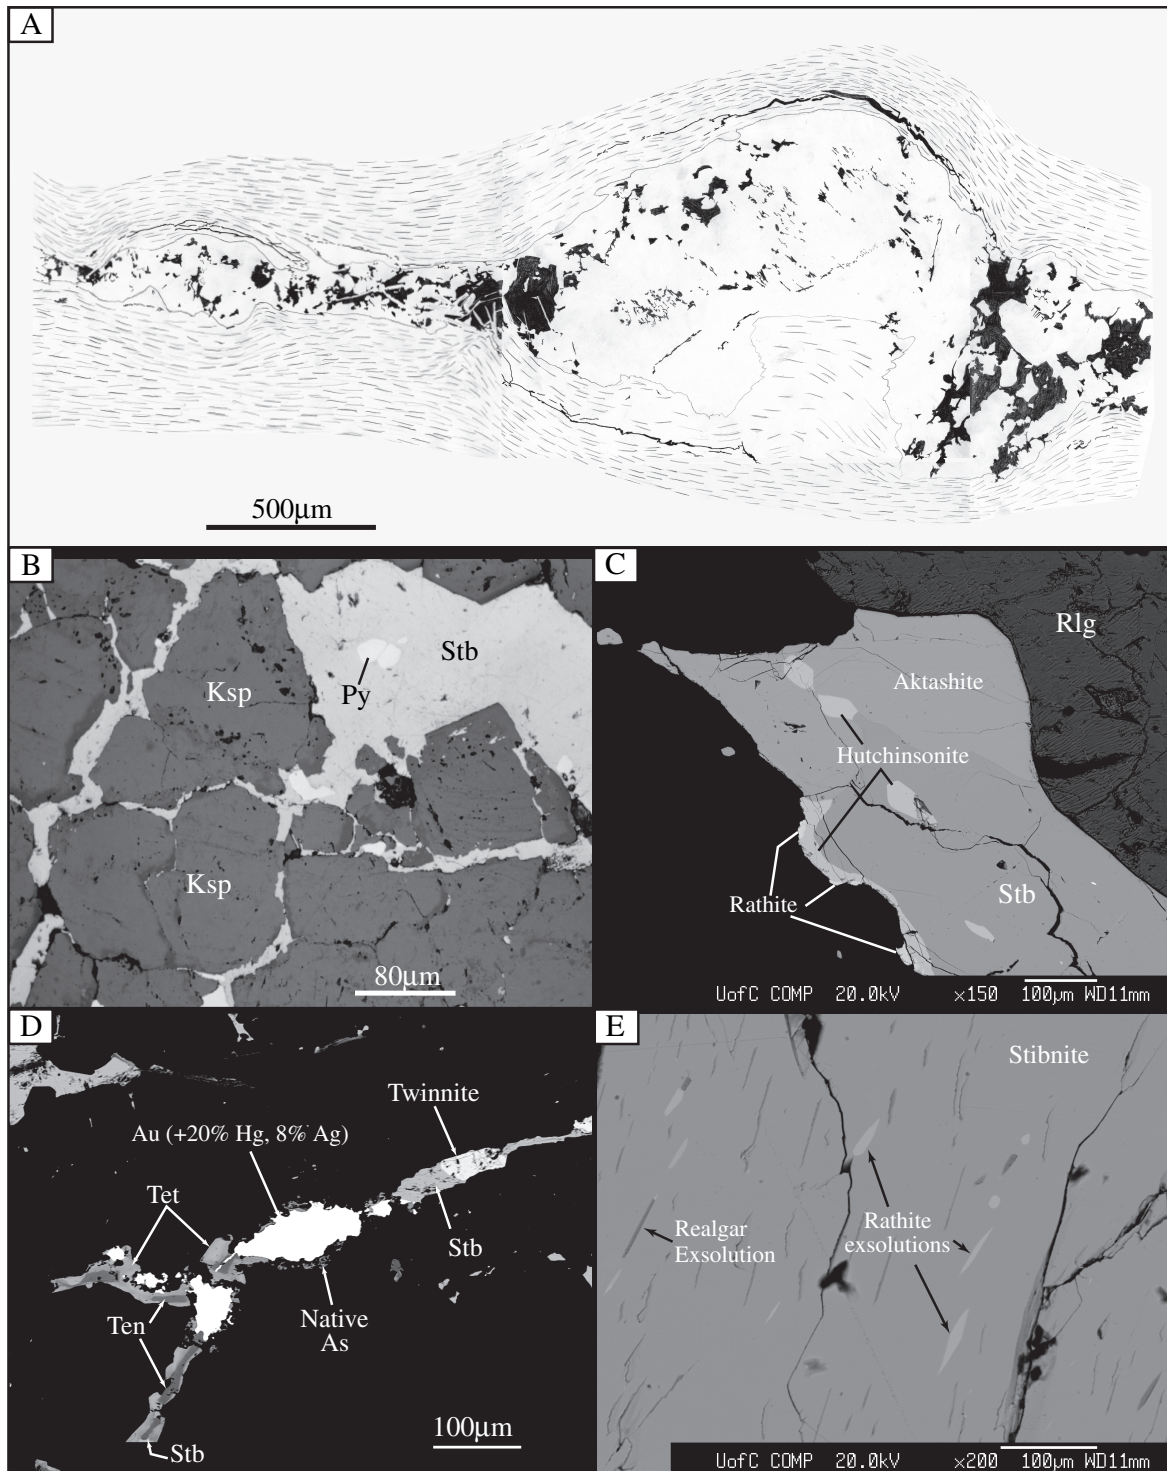 A
500µm
B
Ksp
Stb
Py
Ksp
80µm
C
Rlg
Aktashite
Hutchinsonite
Rathite
Stb
UofC COMP 20.0kV ×150 100µm WD11mm
D
Twinnite
Au (+20% Hg, 8% Ag)
Tet
Stb
Native
As
Ten
Stb
100µm
E
Stibnite
Realgar
Exsolution
Rathite
exsolutions
UofC COMP 20.0kV ×200 100µm WD11mm